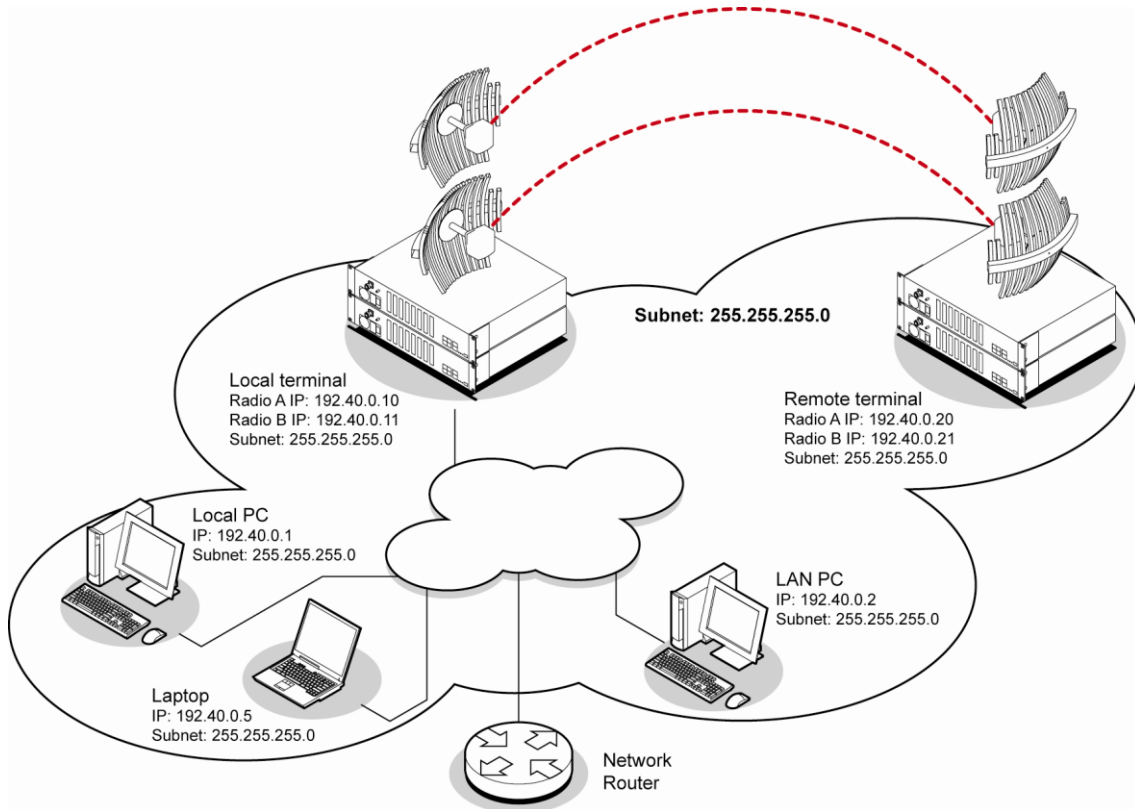 Subnet: 255.255.255.0
Local terminal
Radio A IP: 192.40.0.10
Radio B IP: 192.40.0.11
Subnet: 255.255.255.0
Remote terminal
Radio A IP: 192.40.0.20
Radio B IP: 192.40.0.21
Subnet: 255.255.255.0
Local PC
IP: 192.40.0.1
Subnet: 255.255.255.0
LAN PC
IP: 192.40.0.2
Subnet: 255.255.255.0
Laptop
IP: 192.40.0.5
Subnet: 255.255.255.0
Network
Router